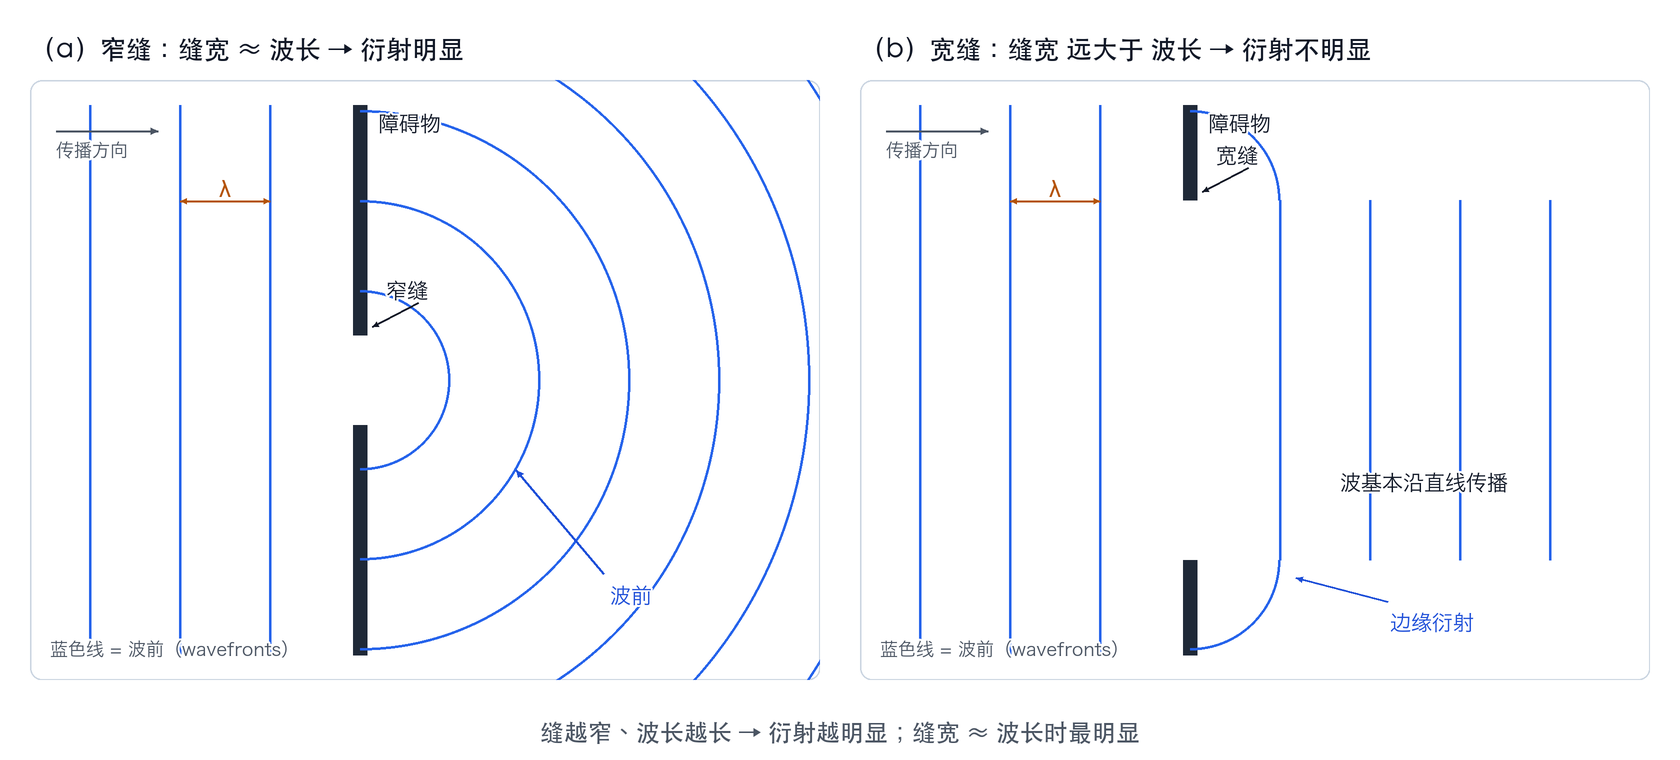 (a) 窄缝：缝宽 ≈ 波长 → 衍射明显
障碍物
传播方向
λ
窄缝
波前
蓝色线 = 波前（wavefronts）
(b) 宽缝：缝宽 远大于 波长 → 衍射不明显
障碍物
传播方向
宽缝
λ
波基本沿直线传播
边缘衍射
蓝色线 = 波前（wavefronts）
缝越窄、波长越长 → 衍射越明显；缝宽 ≈ 波长时最明显